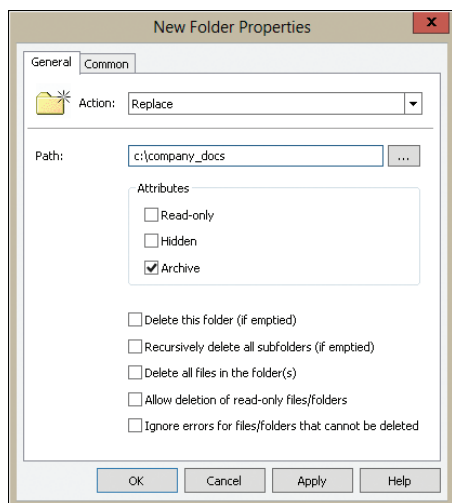 New Folder Properties
x
General Common
Action: Replace
Path: c:\company_docs ...
Attributes
Read-only
Hidden
Archive
Delete this folder (if emptied)
Recursively delete all subfolders (if emptied)
Delete all files in the folder(s)
Allow deletion of read-only files/folders
Ignore errors for files/folders that cannot be deleted
OK Cancel Apply Help